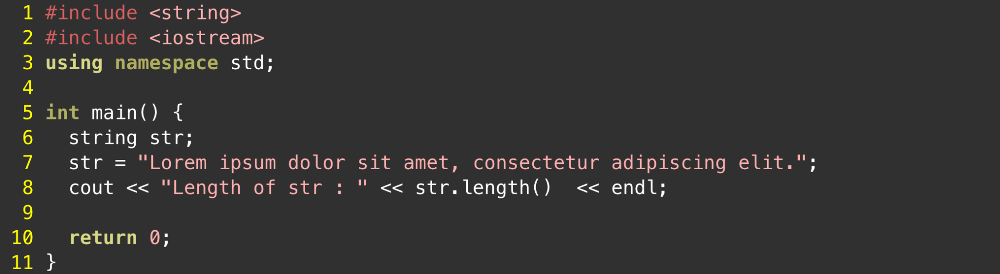 1 #include <string>
2 #include <iostream>
3 using namespace std;
4
5 int main() {
6   string str;
7   str = "Lorem ipsum dolor sit amet, consectetur adipiscing elit.";
8   cout << "Length of str : " << str.length()  << endl;
9
10   return 0;
11 }